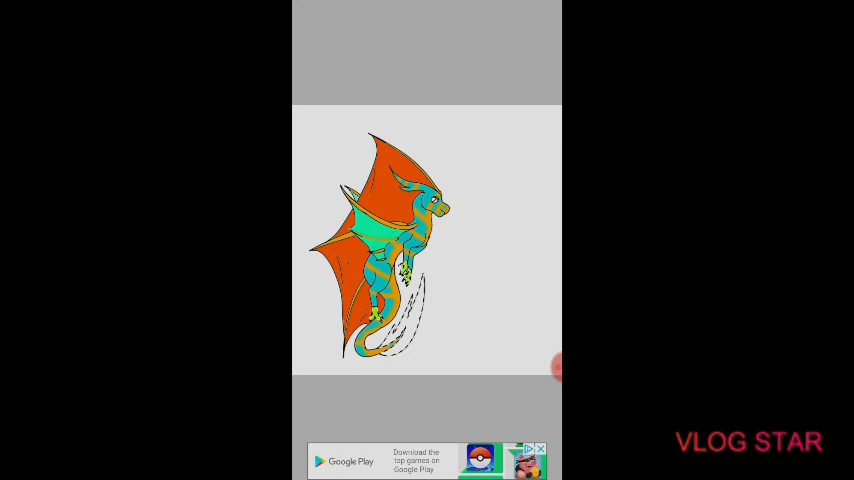 VLOG STAR
Google Play
Download the
top games on
Google Play